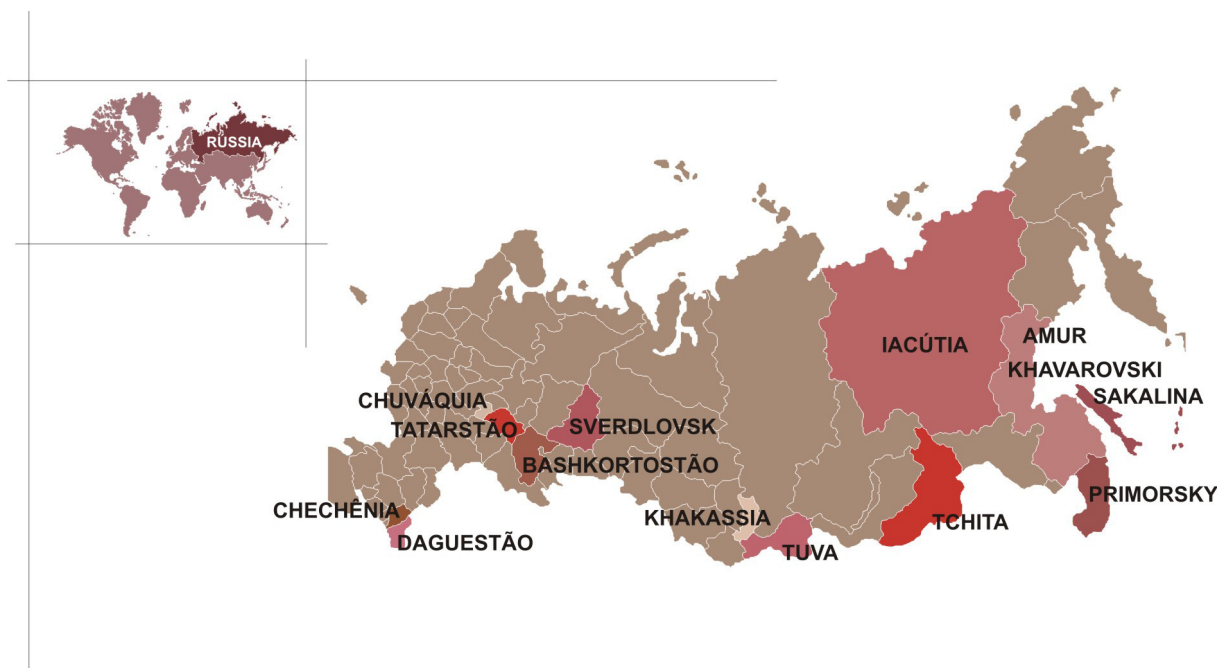 RÚSSIA
IACÚTIA
AMUR
KHAVAROVSKI
SAKALINA
CHUVÁQUIA
TATARSTÃO
SVERDLOVSK
BASHKORTOSTÃO
CHECHÊNIA
DAGUESTÃO
KHAKASSIA
TUVA
TCHITA
PRIMORSKY